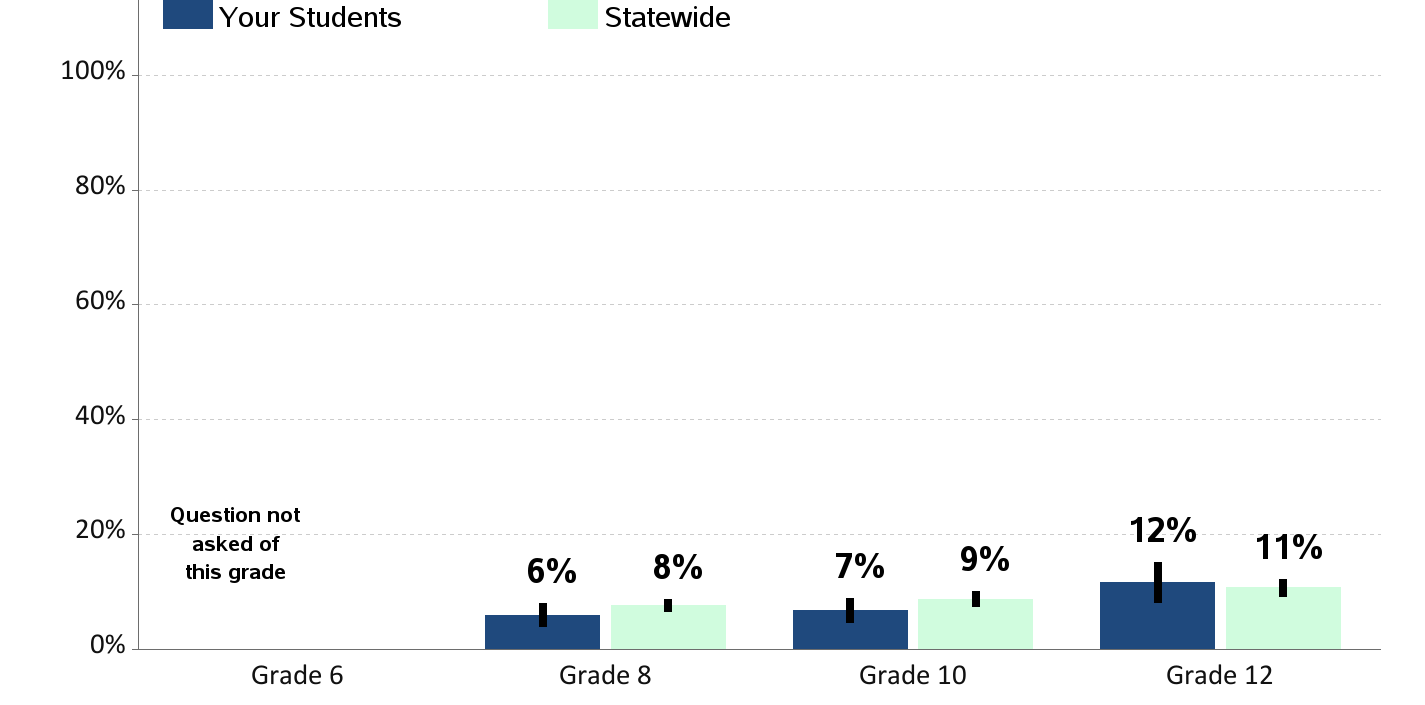 Your Students
Statewide
100%
80%
60%
40%
20%
0%
Question not
asked of
this grade
6%
8%
7%
9%
12%
11%
Grade 6
Grade 8
Grade 10
Grade 12